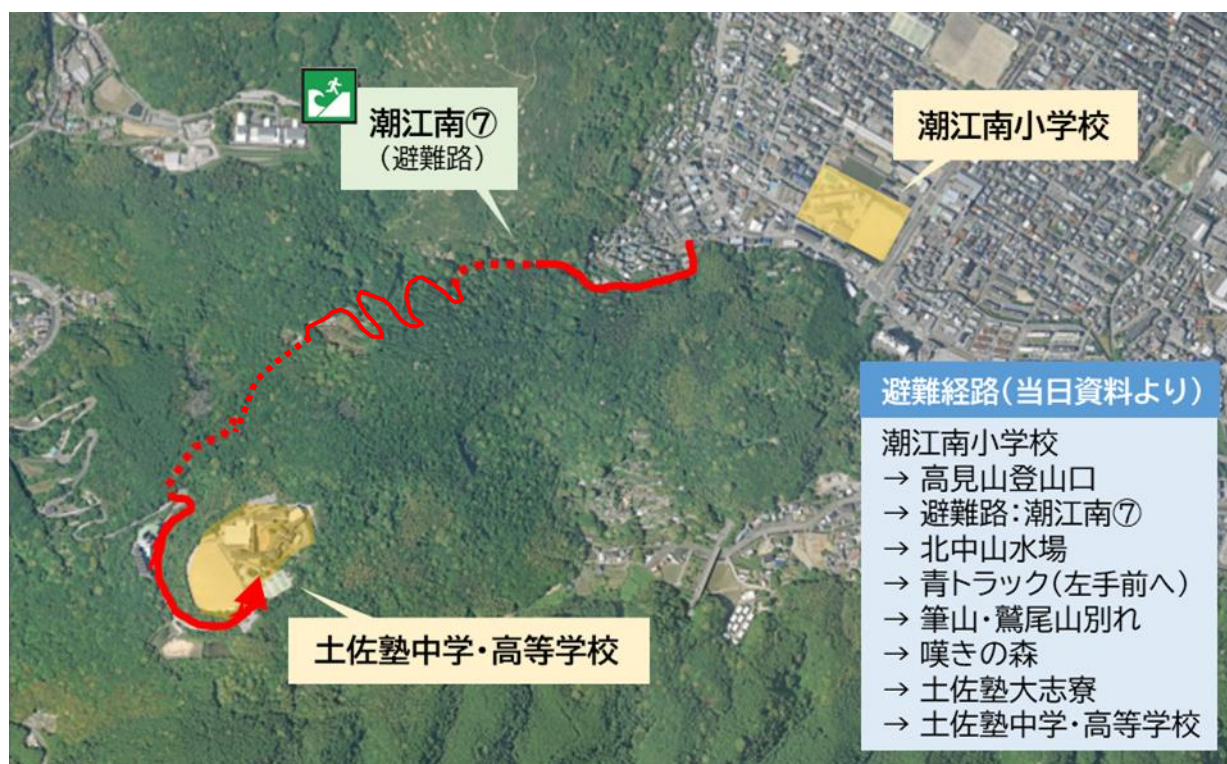 潮江南⑦
（避難路）
潮江南小学校
土佐塾中学・高等学校
避難経路（当日資料より）
潮江南小学校
→ 高見山登山口
→ 避難路：潮江南⑦
→ 北中山水場
→ 青トラック（左手前へ）
→ 筆山・鷲尾山別れ
→ 嘆きの森
→ 土佐塾大志寮
→ 土佐塾中学・高等学校